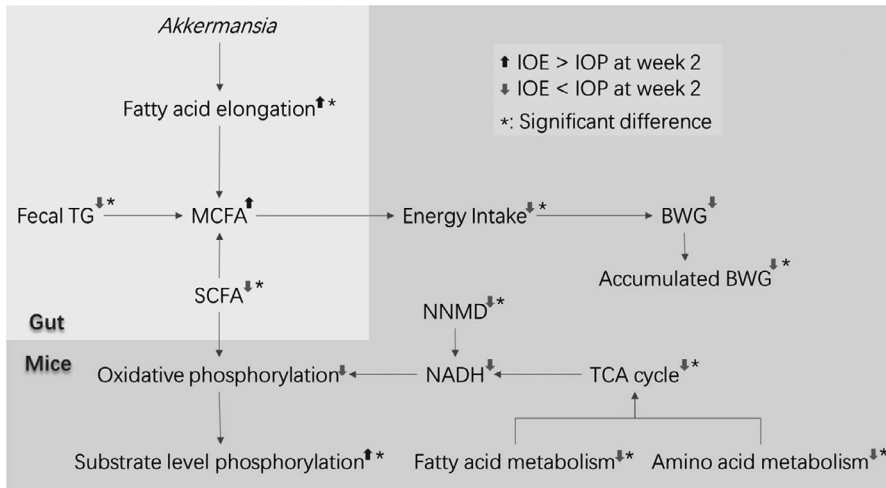 Akkermansia
⬆ IOE > IOP at week 2
⬇ IOE < IOP at week 2
*: Significant difference
Fatty acid elongation⬆*
Fecal TG⬇* MCFA⬆ Energy Intake⬇* BWG⬇
Accumulated BWG⬇*
SCFA⬇*
NNMD⬇*
Gut
Mice
Oxidative phosphorylation⬇ NADH⬇ TCA cycle⬇*
Substrate level phosphorylation⬆* Fatty acid metabolism⬇* Amino acid metabolism⬇*